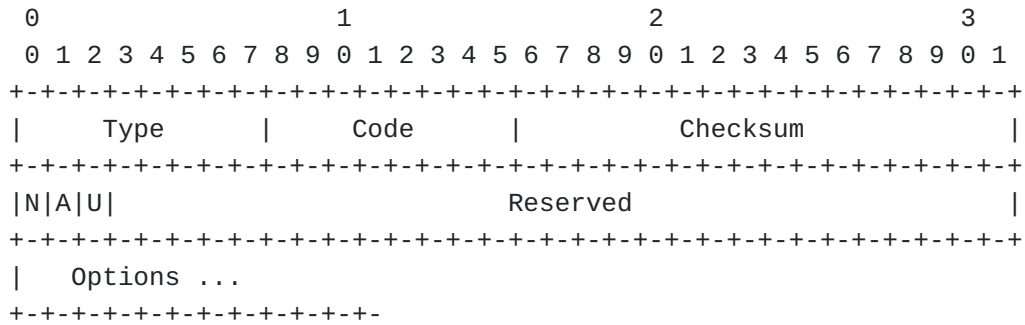 0                   1                   2                   3
 0 1 2 3 4 5 6 7 8 9 0 1 2 3 4 5 6 7 8 9 0 1 2 3 4 5 6 7 8 9 0 1
+-+-+-+-+-+-+-+-+-+-+-+-+-+-+-+-+-+-+-+-+-+-+-+-+-+-+-+-+-+-+-+-+
|     Type      |     Code      |          Checksum             |
+-+-+-+-+-+-+-+-+-+-+-+-+-+-+-+-+-+-+-+-+-+-+-+-+-+-+-+-+-+-+-+-+
|N|A|U|                         Reserved                        |
+-+-+-+-+-+-+-+-+-+-+-+-+-+-+-+-+-+-+-+-+-+-+-+-+-+-+-+-+-+-+-+-+
|   Options ...
+-+-+-+-+-+-+-+-+-+-+-+-